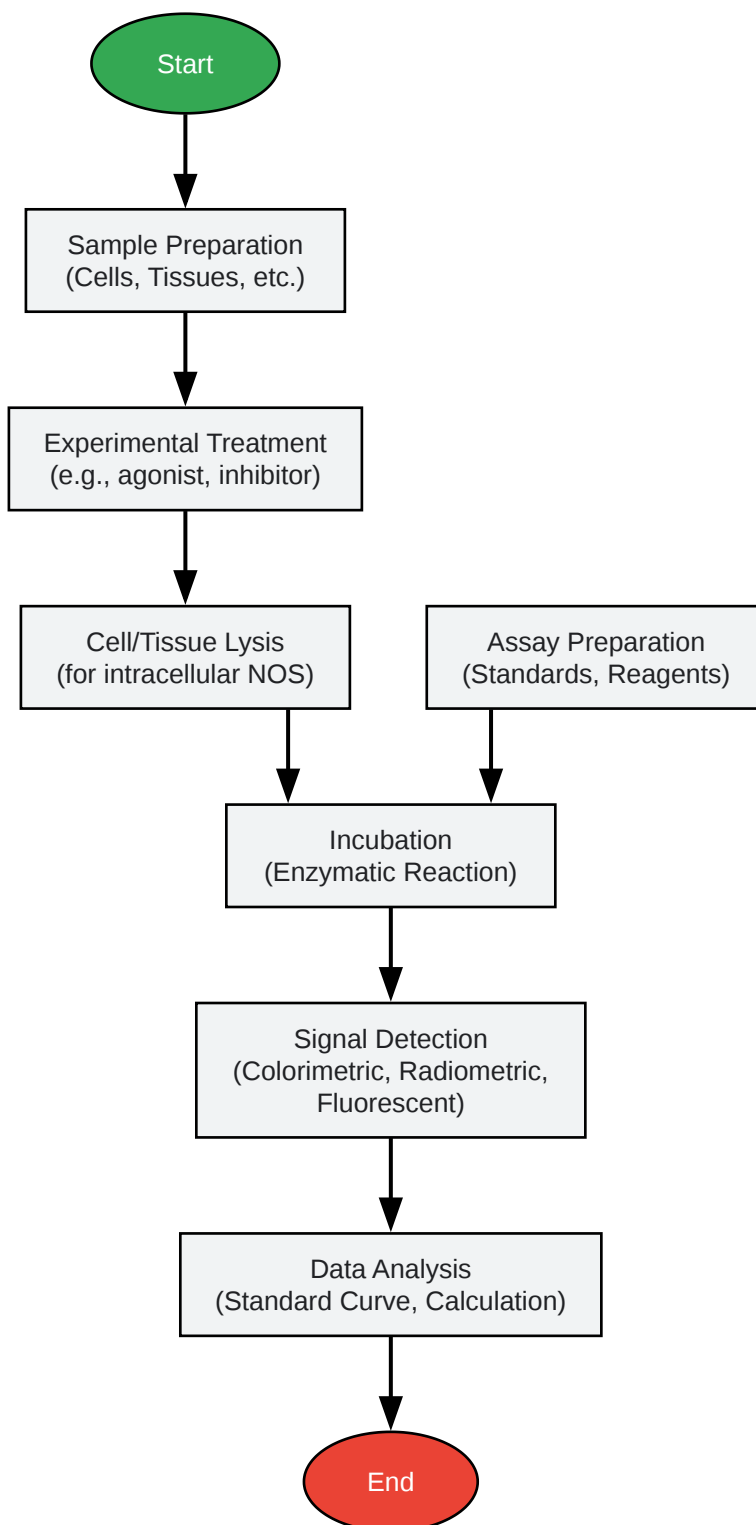 Start
Sample Preparation
(Cells, Tissues, etc.)
Experimental Treatment
(e.g., agonist, inhibitor)
Cell/Tissue Lysis
(for intracellular NOS)
Assay Preparation
(Standards, Reagents)
Incubation
(Enzymatic Reaction)
Signal Detection
(Colorimetric, Radiometric,
Fluorescent)
Data Analysis
(Standard Curve, Calculation)
End